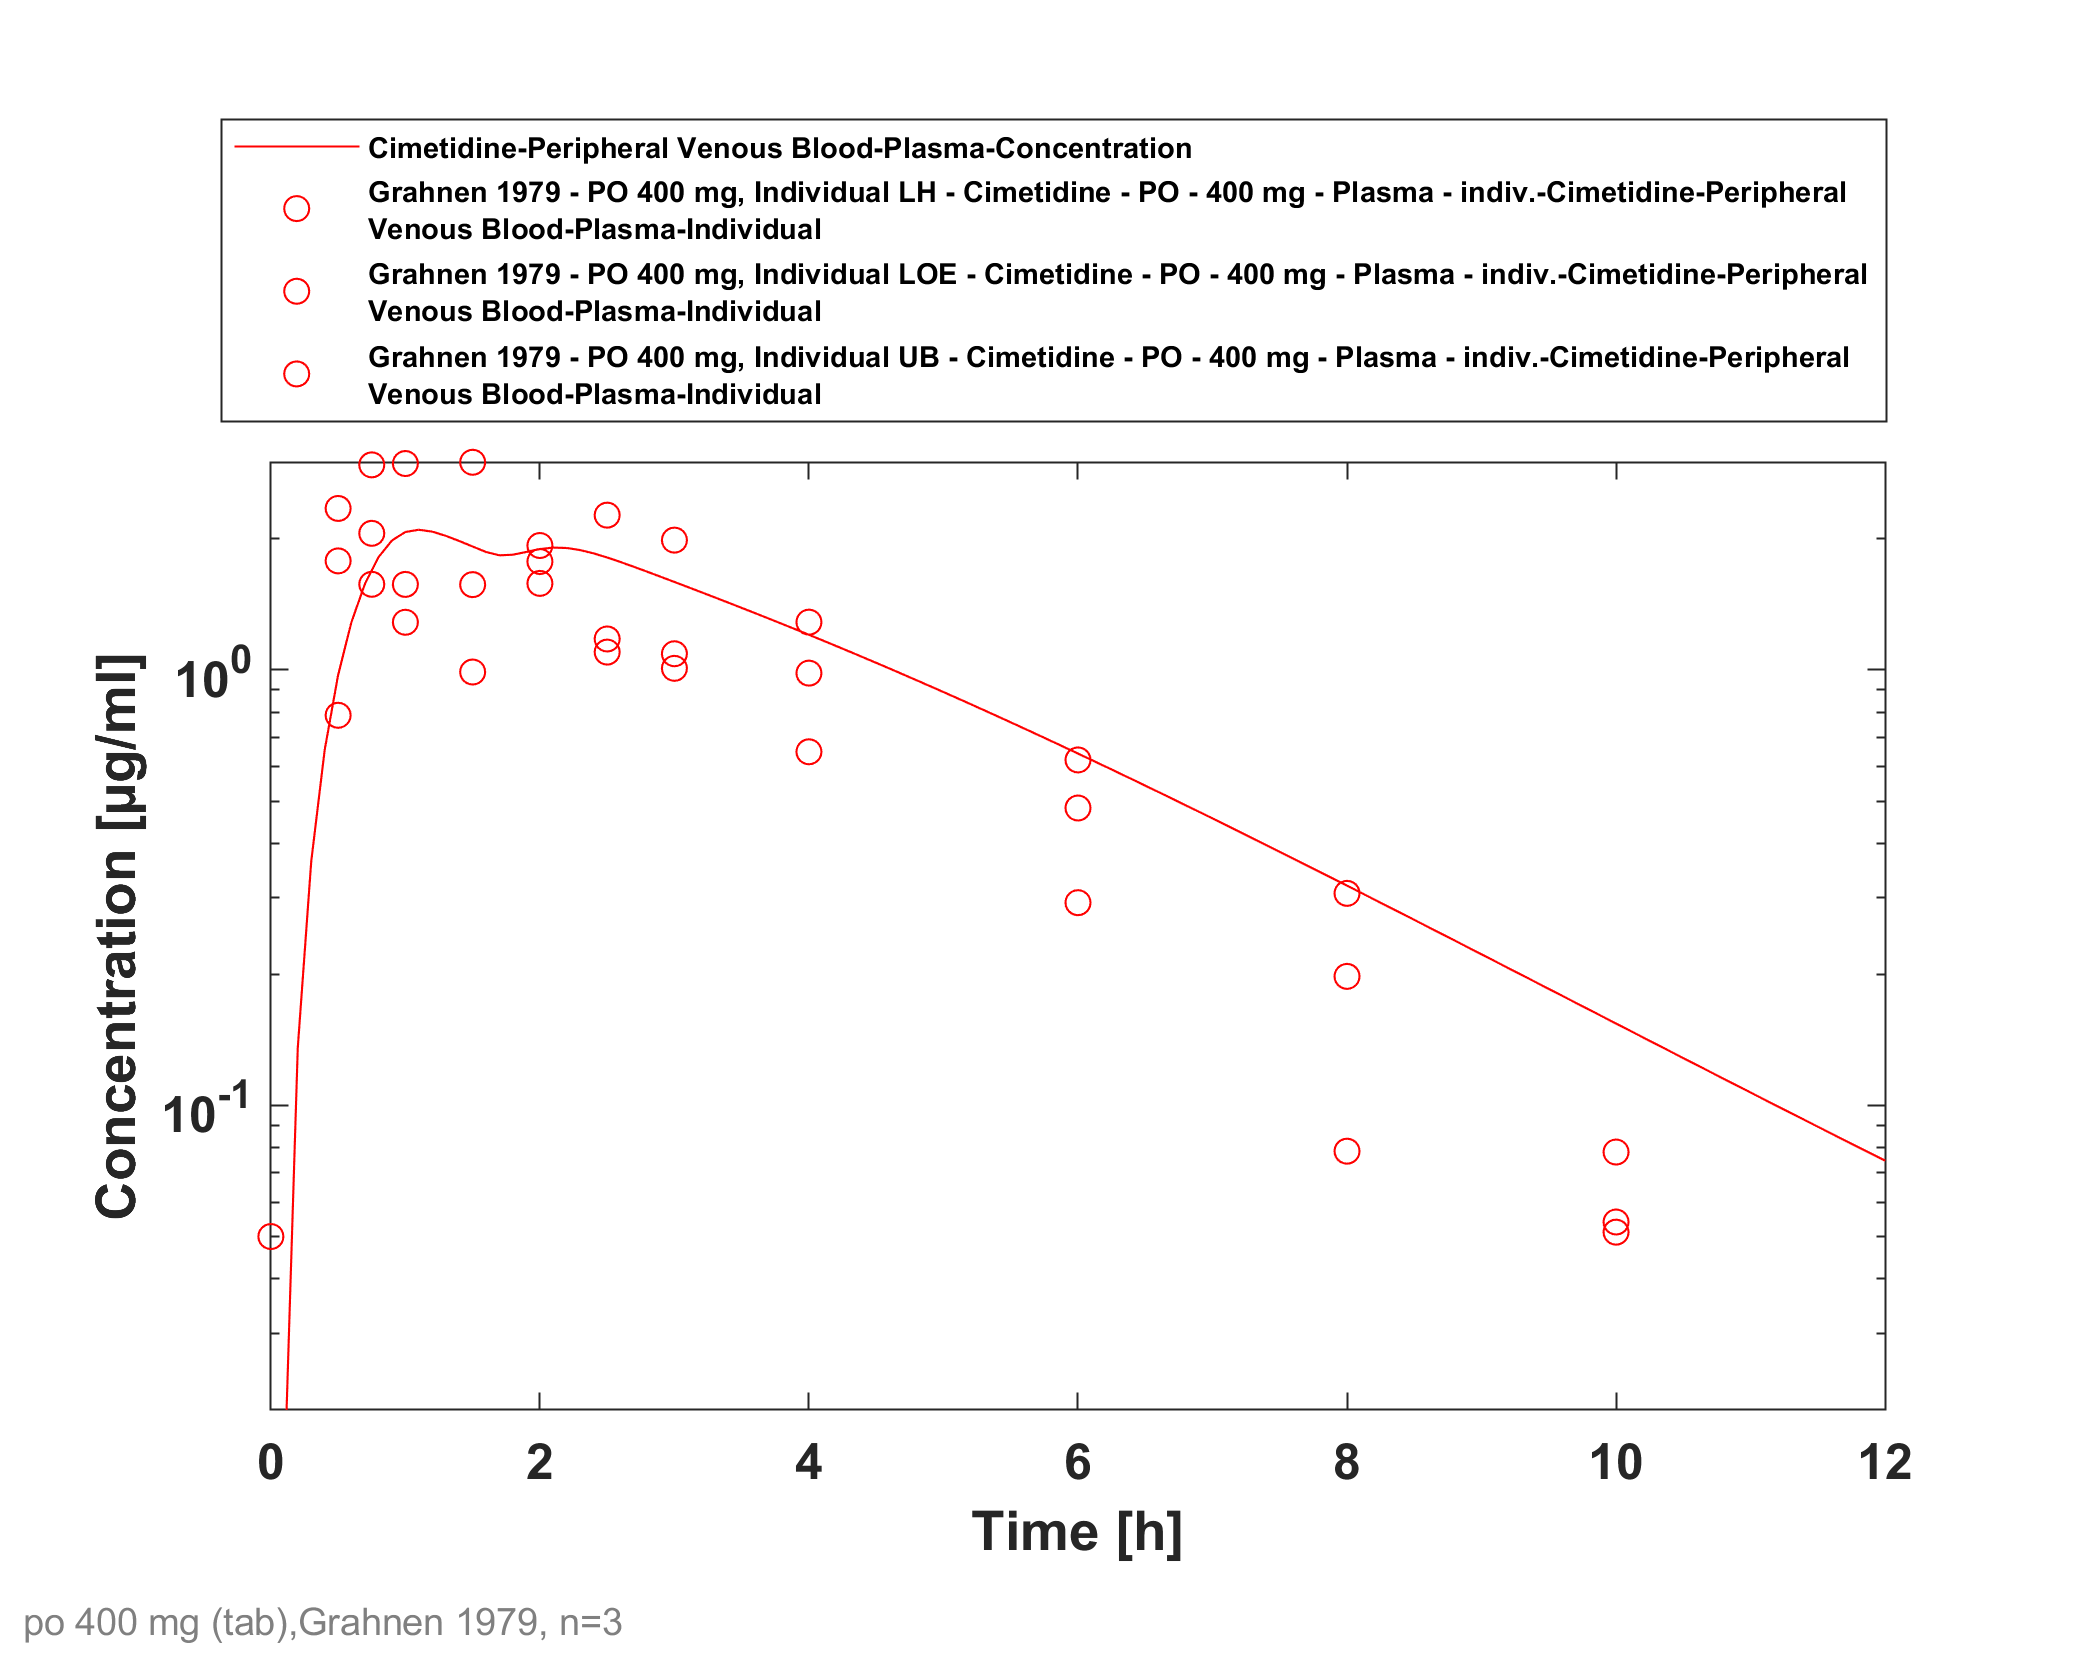 Cimetidine-Peripheral Venous Blood-Plasma-Concentration
Grahnen 1979 - PO 400 mg, Individual LH - Cimetidine - PO - 400 mg - Plasma - indiv.-Cimetidine-Peripheral
Venous Blood-Plasma-Individual
Grahnen 1979 - PO 400 mg, Individual LOE - Cimetidine - PO - 400 mg - Plasma - indiv.-Cimetidine-Peripheral
Venous Blood-Plasma-Individual
Grahnen 1979 - PO 400 mg, Individual UB - Cimetidine - PO - 400 mg - Plasma - indiv.-Cimetidine-Peripheral
Venous Blood-Plasma-Individual
Concentration [µg/ml]
10^0
10^-1
0 2 4 6 8 10 12
Time [h]
po 400 mg (tab),Grahnen 1979, n=3